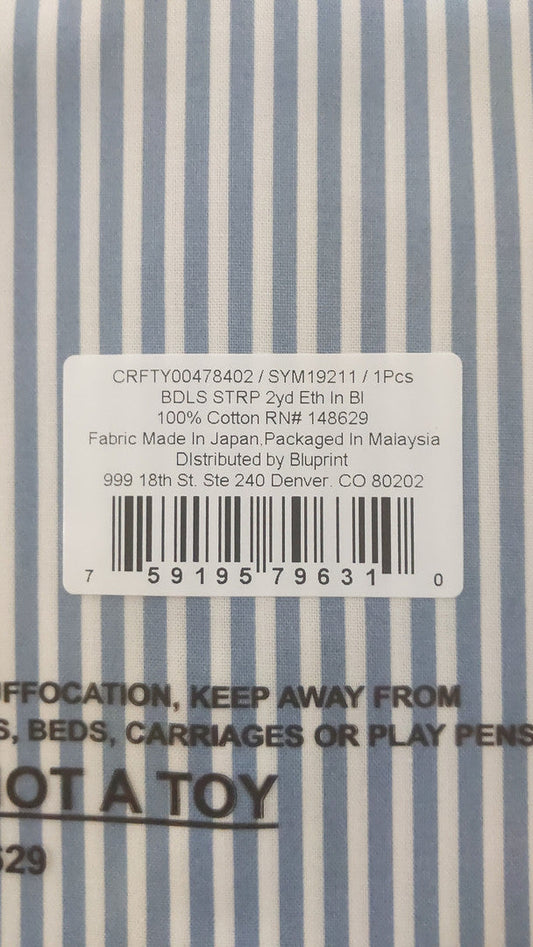 CRFTY00478402 / SYM19211 / 1Pcs
BDLS STRP 2yd Eth In Bl
100% Cotton RN# 148629
Fabric Made In Japan,Packaged In Malaysia
DIstributed by Bluprint
999 18th St. Ste 240 Denver. CO 80202
7 59195 79631 0
UFFOCATION, KEEP AWAY FROM
S, BEDS, CARRIAGES OR PLAY PENS
OT A TOY
629